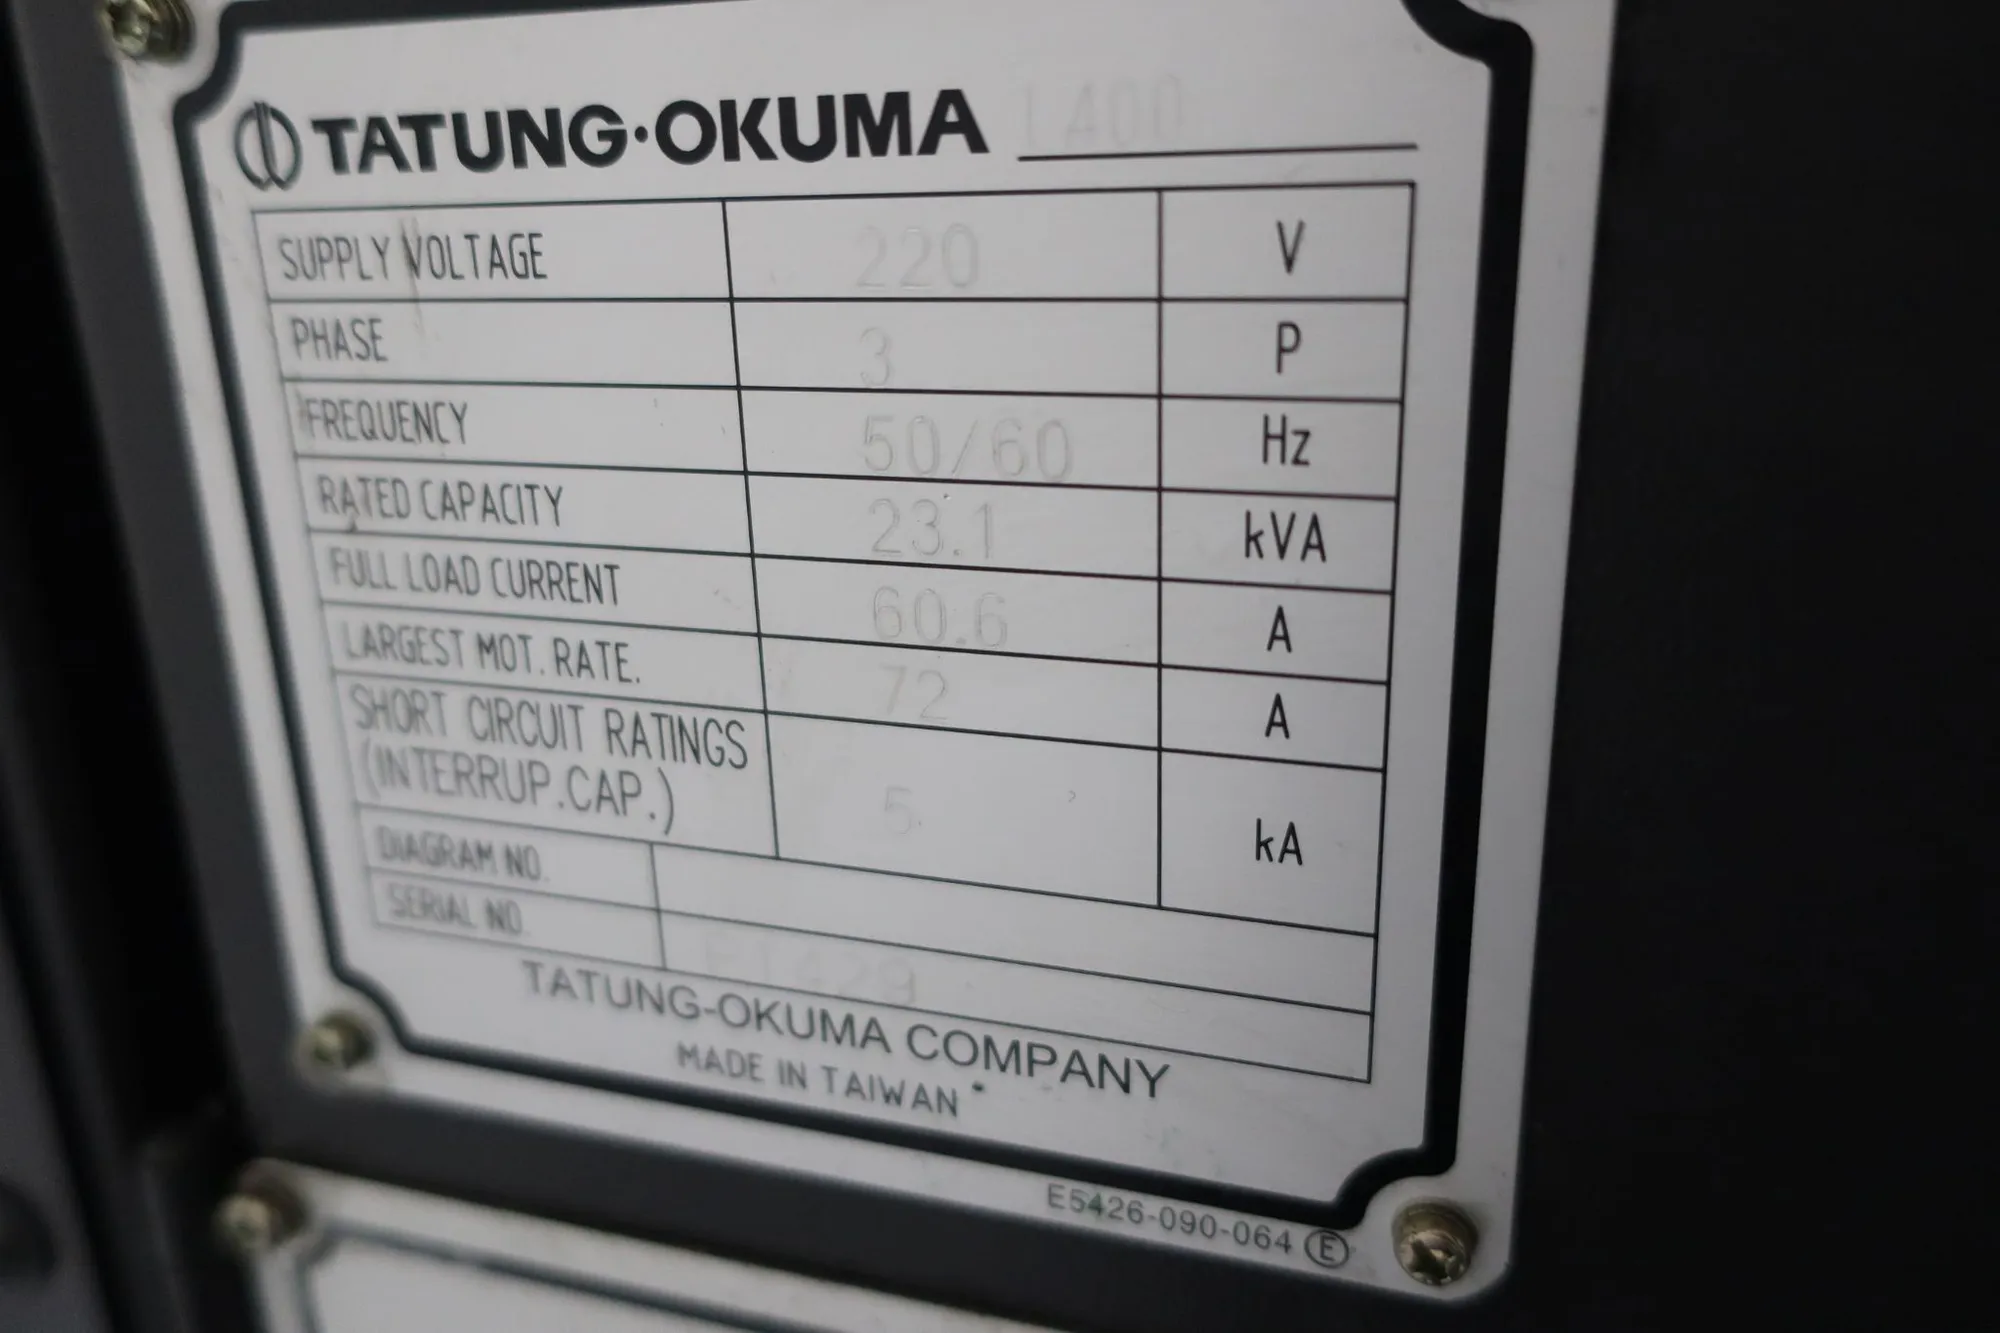 TATUNG·OKUMA L400
SUPPLY VOLTAGE 220 V
PHASE 3 P
FREQUENCY 50/60 Hz
RATED CAPACITY 23.1 kVA
FULL LOAD CURRENT 60.6 A
LARGEST MOT. RATE. 72 A
SHORT CIRCUIT RATINGS
(INTERRUP.CAP.) 5 kA
DIAGRAM NO.
SERIAL NO.
TATUNG-OKUMA COMPANY
MADE IN TAIWAN
E5426-090-064 Ⓔ